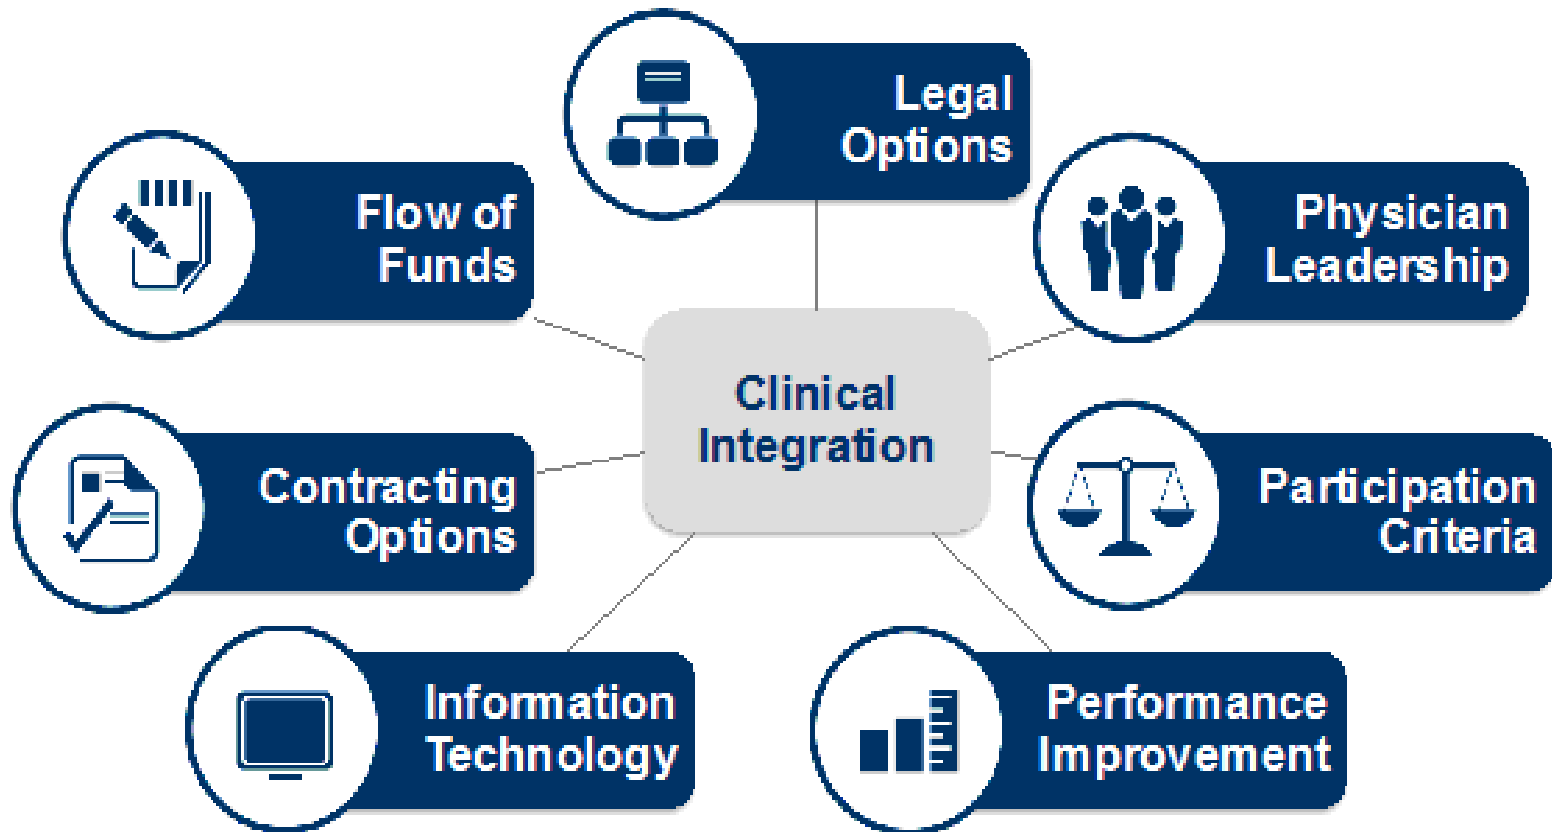 Legal
Options
Flow of
Funds
Physician
Leadership
Clinical
Integration
Contracting
Options
Participation
Criteria
Information
Technology
Performance
Improvement